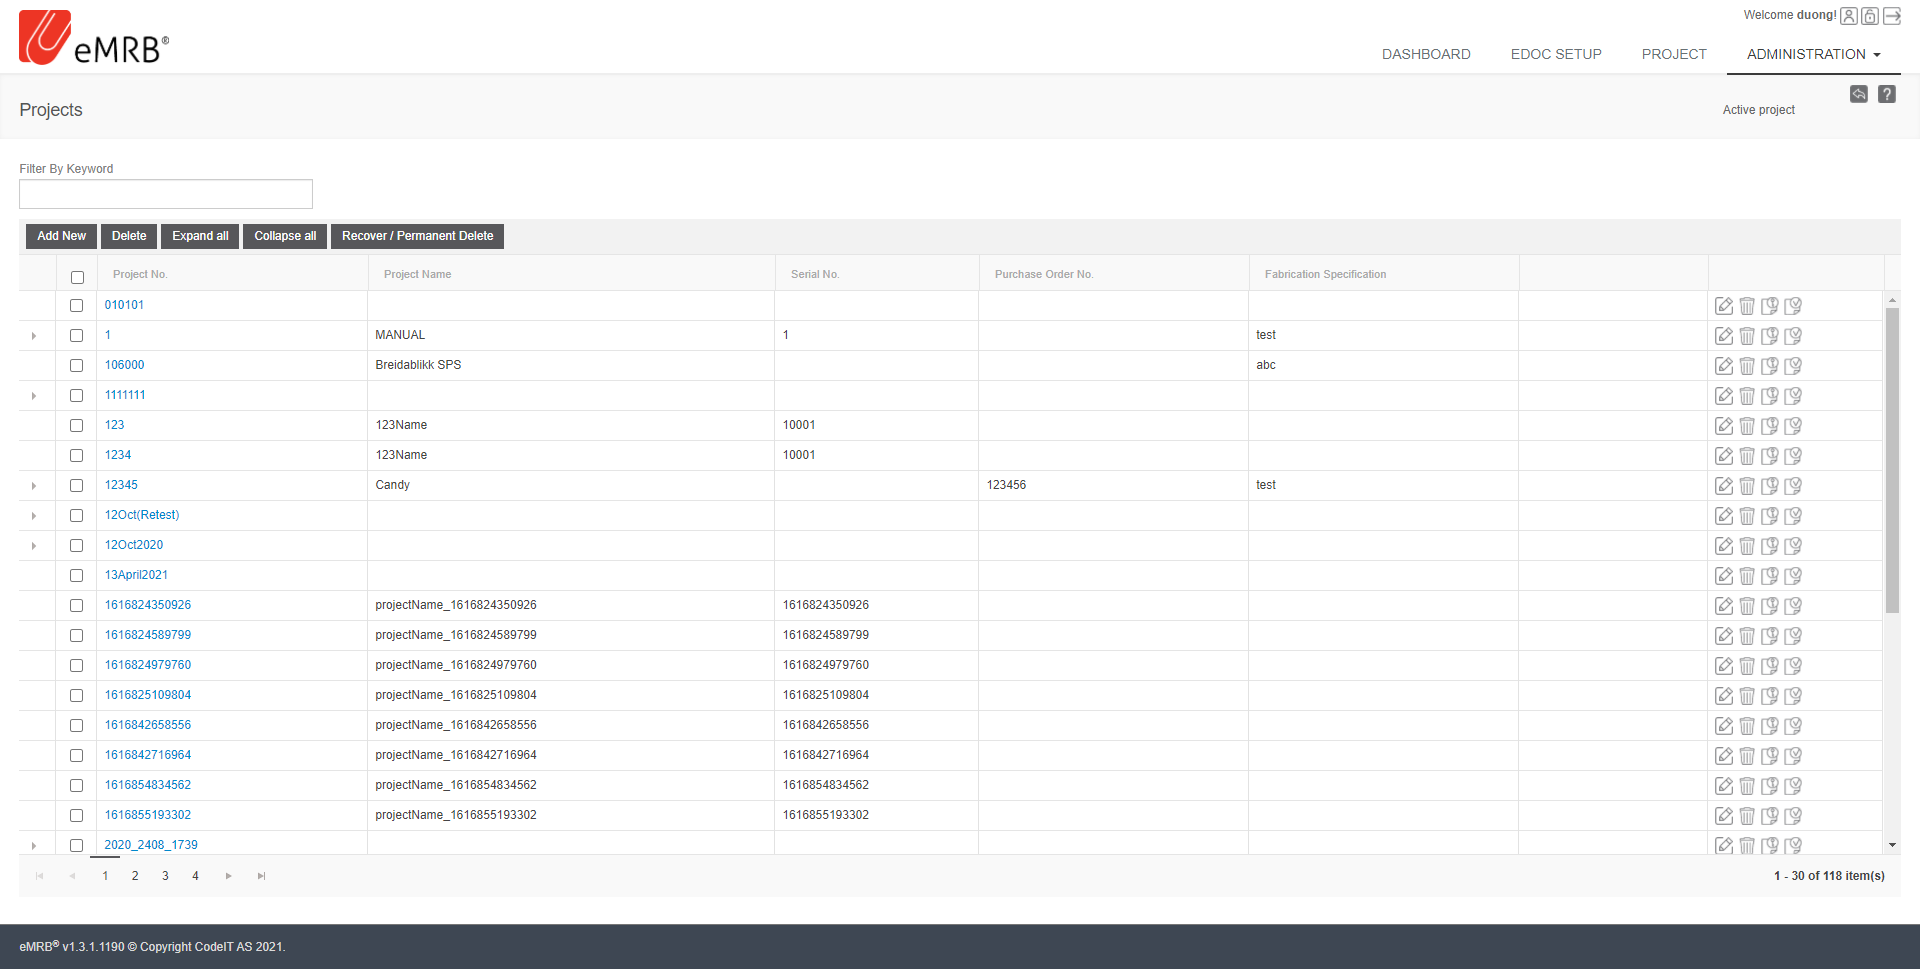 eMRB®
Welcome duong!
DASHBOARD EDOC SETUP PROJECT ADMINISTRATION
Projects
Active project
?
Filter By Keyword
Add New Delete Expand all Collapse all Recover / Permanent Delete
Project No. Project Name Serial No. Purchase Order No. Fabrication Specification
010101
1 MANUAL 1 test
106000 Breidablikk SPS abc
1111111
123 123Name 10001
1234 123Name 10001
12345 Candy 123456 test
12Oct(Retest)
12Oct2020
13April2021
1616824350926 projectName_1616824350926 1616824350926
1616824589799 projectName_1616824589799 1616824589799
1616824979760 projectName_1616824979760 1616824979760
1616825109804 projectName_1616825109804 1616825109804
1616842658556 projectName_1616842658556 1616842658556
1616842716964 projectName_1616842716964 1616842716964
1616854834562 projectName_1616854834562 1616854834562
1616855193302 projectName_1616855193302 1616855193302
2020_2408_1739
1 2 3 4
1 - 30 of 118 item(s)
eMRB® v1.3.1.1190 © Copyright CodeIT AS 2021.